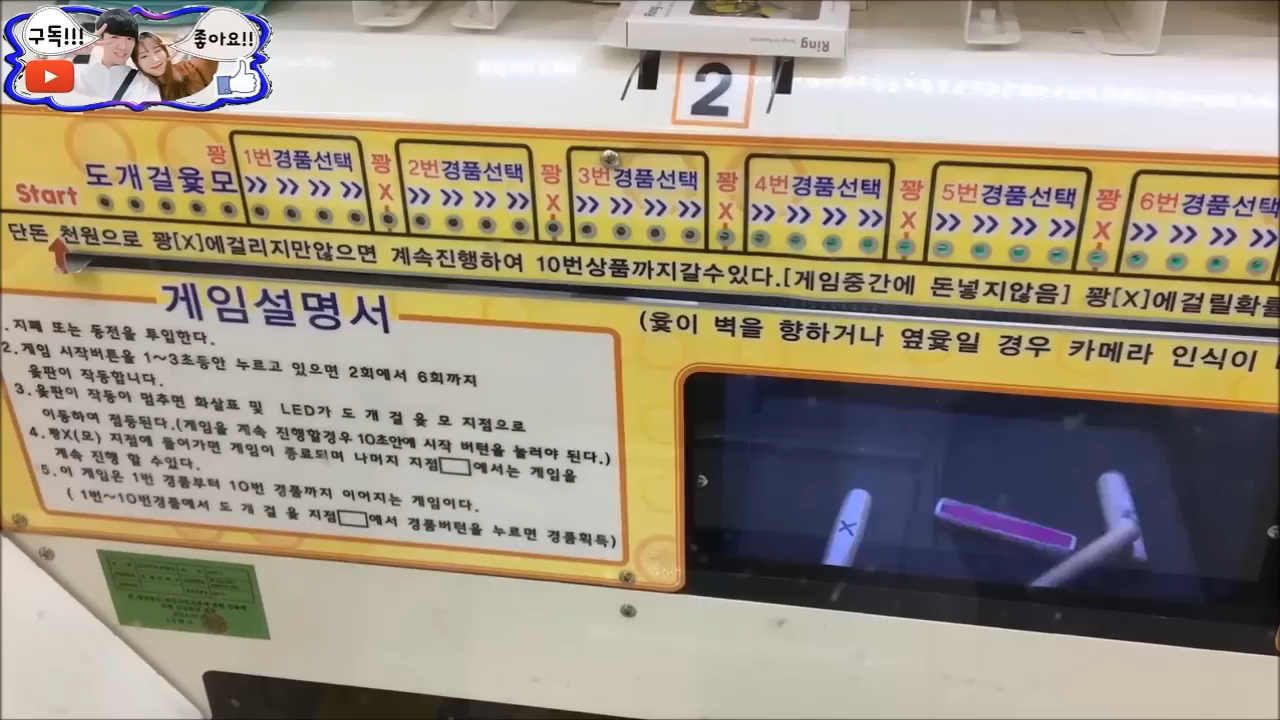 구독!!!
좋아요!!
Ring
2
Start
도개걸윷모
꽝
1번경품선택
꽝
X
2번경품선택
꽝
X
3번경품선택
꽝
X
4번경품선택
꽝
X
5번경품선택
꽝
X
6번경품선택
단돈 천원으로 꽝[X]에걸리지만않으면 계속진행하여 10번상품까지갈수있다.[게임중간에 돈넣지않음] 꽝[X]에걸릴확률
(윷이 벽을 향하거나 옆윷일 경우 카메라 인식이
게임설명서
1.지폐 또는 동전을 투입한다.
2.게임 시작버튼을 1~3초동안 누르고 있으면 2회에서 6회까지
윷판이 작동합니다.
3.윷판이 작동이 멈추면 화살표 및 LED가 도 개 걸 윷 모 지점으로
이동하여 점등된다.(게임을 계속 진행할경우 10초안에 시작 버턴을 눌러야 된다.)
4.꽝X(모) 지점에 들어가면 게임이 종료되며 나머지 지점에서는 게임을
계속 진행 할 수있다.
5.이 게임은 1번 경품부터 10번 경품까지 이어지는 게임이다.
( 1번~10번경품에서 도 개 걸 윷 지점에서 경품버턴을 누르면 경품획득)
X